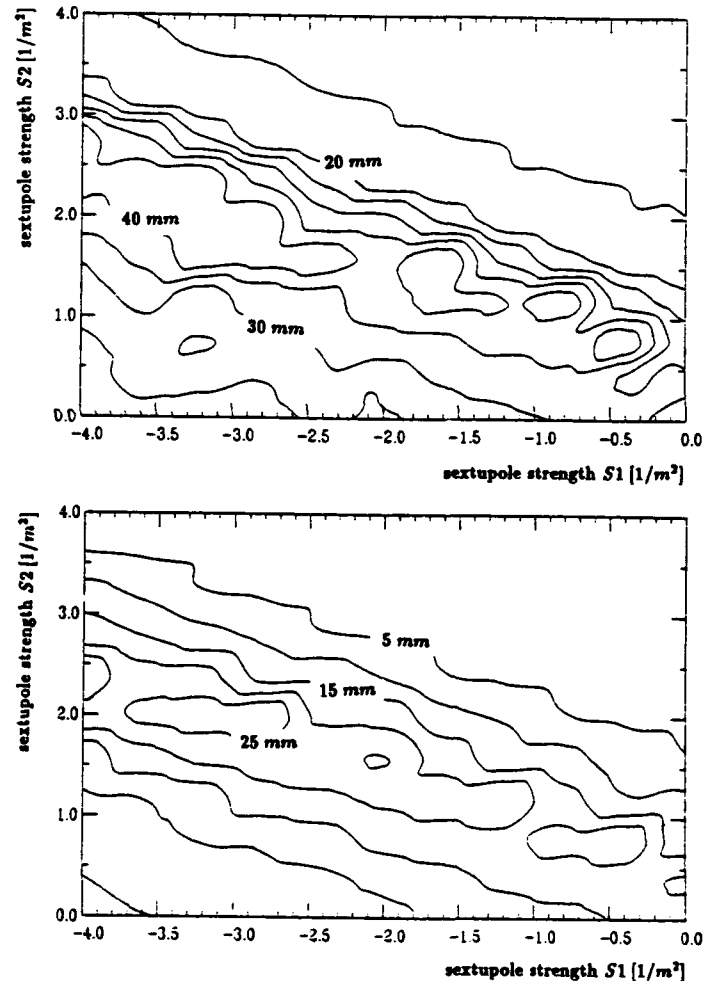 sextupole strength S2 [1/m²]
4.0
3.0
2.0
1.0
0.0
20 mm
40 mm
30 mm
-4.0 -3.5 -3.0 -2.5 -2.0 -1.5 -1.0 -0.5 0.0
sextupole strength S1 [1/m²]
sextupole strength S2 [1/m²]
4.0
3.0
2.0
1.0
0.0
5 mm
15 mm
25 mm
-4.0 -3.5 -3.0 -2.5 -2.0 -1.5 -1.0 -0.5 0.0
sextupole strength S1 [1/m²]